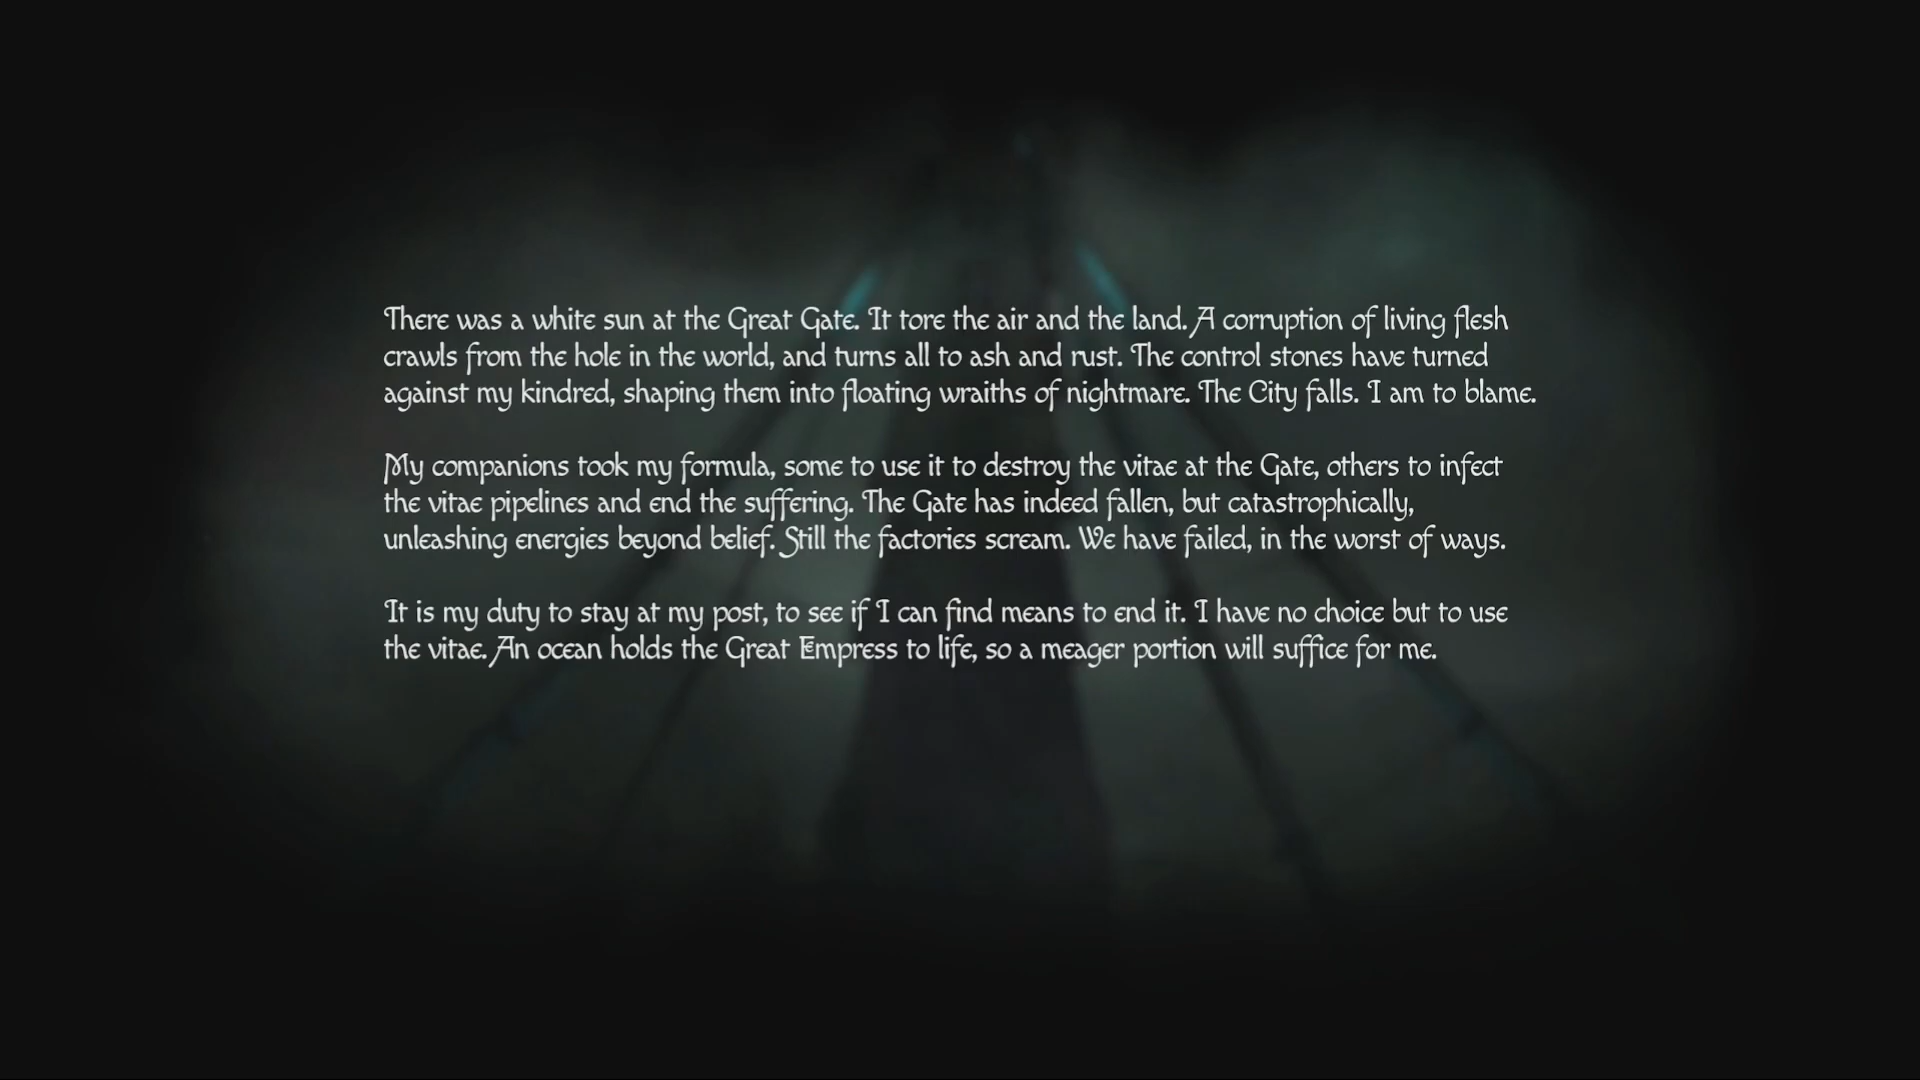 There was a white sun at the Great Gate. It tore the air and the land. A corruption of living flesh
crawls from the hole in the world, and turns all to ash and rust. The control stones have turned
against my kindred, shaping them into floating wraiths of nightmare. The City falls. I am to blame.
My companions took my formula, some to use it to destroy the vitae at the Gate, others to infect
the vitae pipelines and end the suffering. The Gate has indeed fallen, but catastrophically,
unleashing energies beyond belief. Still the factories scream. We have failed, in the worst of ways.
It is my duty to stay at my post, to see if I can find means to end it. I have no choice but to use
the vitae. An ocean holds the Great Empress to life, so a meager portion will suffice for me.